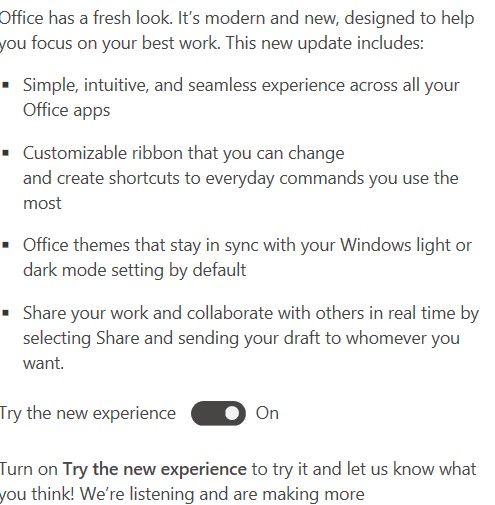 Office has a fresh look. It's modern and new, designed to help
you focus on your best work. This new update includes:
▪ Simple, intuitive, and seamless experience across all your
Office apps
▪ Customizable ribbon that you can change
and create shortcuts to everyday commands you use the
most
▪ Office themes that stay in sync with your Windows light or
dark mode setting by default
▪ Share your work and collaborate with others in real time by
selecting Share and sending your draft to whomever you
want.
Try the new experience On
Turn on Try the new experience to try it and let us know what
you think! We're listening and are making more